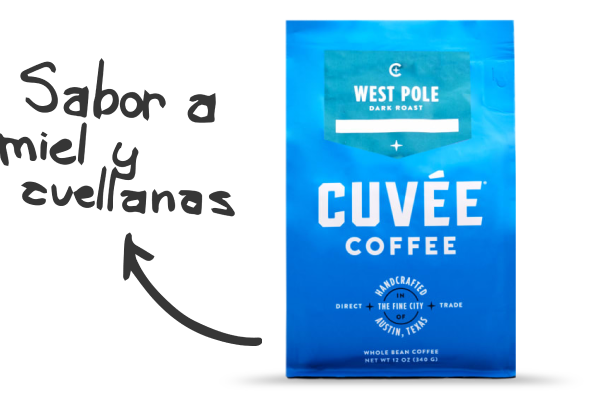 Sabor a
miel y
avellanas
WEST POLE
DARK ROAST
CUVÉE
COFFEE
HANDCRAFTED
IN
DIRECT THE FINE CITY TRADE
OF
AUSTIN, TEXAS
WHOLE BEAN COFFEE
NET WT 12 OZ (340 G)